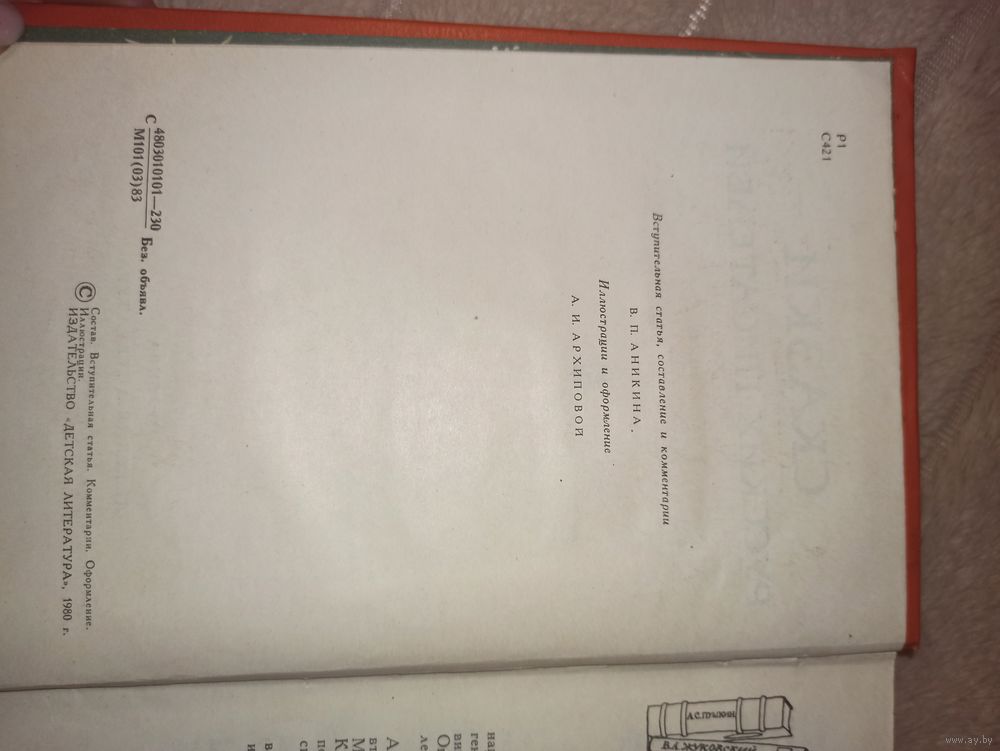 Р1
С421
Вступительная статья, составление и комментарии
В. П. АНИКИНА.
Иллюстрации и оформление
А. И. АРХИПОВОЙ
С 4803010101—230 Без. объявл.
М101(03)83
© Состав. Вступительная статья. Комментарии. Оформление.
Иллюстрации.
ИЗДАТЕЛЬСТВО «ДЕТСКАЯ ЛИТЕРАТУРА», 1980 г.
А.С.ПУШКИН
В.А.ЖУКОВСКИЙ
www.ay.by